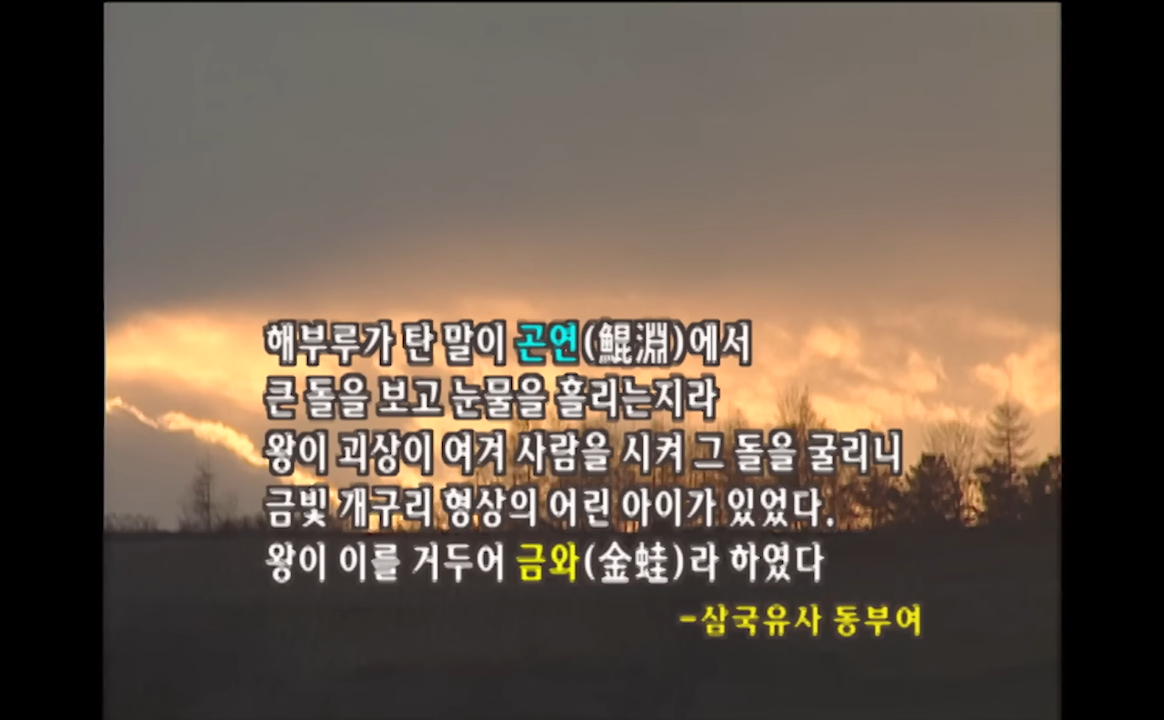 해부루가 탄 말이 곤연(鯤淵)에서
큰 돌을 보고 눈물을 흘리는지라
왕이 괴상이 여겨 사람을 시켜 그 돌을 굴리니
금빛 개구리 형상의 어린 아이가 있었다.
왕이 이를 거두어 금와(金蛙)라 하였다
-삼국유사 동부여